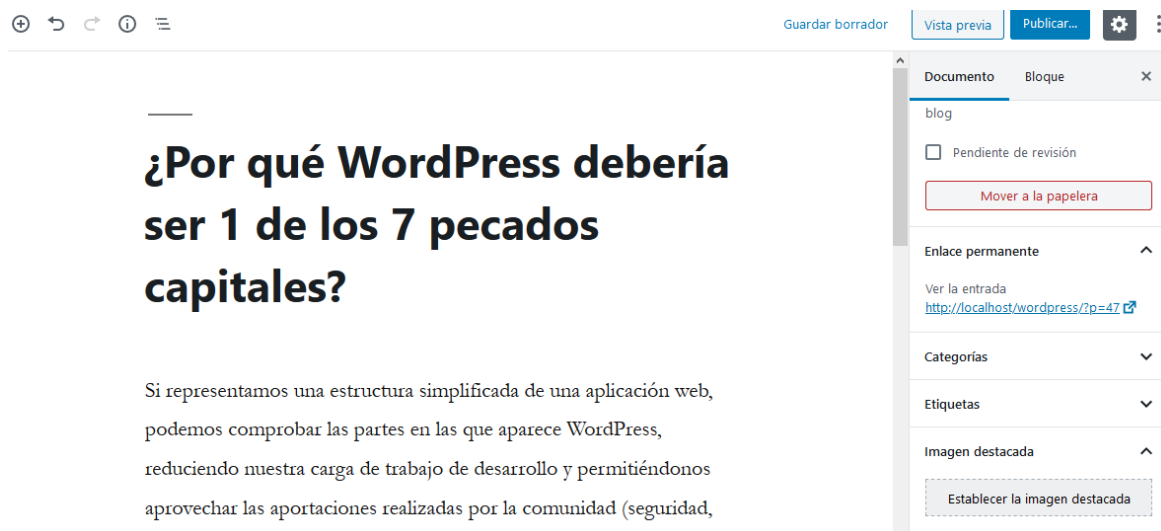 Guardar borrador
Vista previa
Publicar...
¿Por qué WordPress debería
ser 1 de los 7 pecados
capitales?
Si representamos una estructura simplificada de una aplicación web,
podemos comprobar las partes en las que aparece WordPress,
reduciendo nuestra carga de trabajo de desarrollo y permitiéndonos
aprovechar las aportaciones realizadas por la comunidad (seguridad,
Documento
Bloque
blog
Pendiente de revisión
Mover a la papelera
Enlace permanente
Ver la entrada
http://localhost/wordpress/?p=47
Categorías
Etiquetas
Imagen destacada
Establecer la imagen destacada